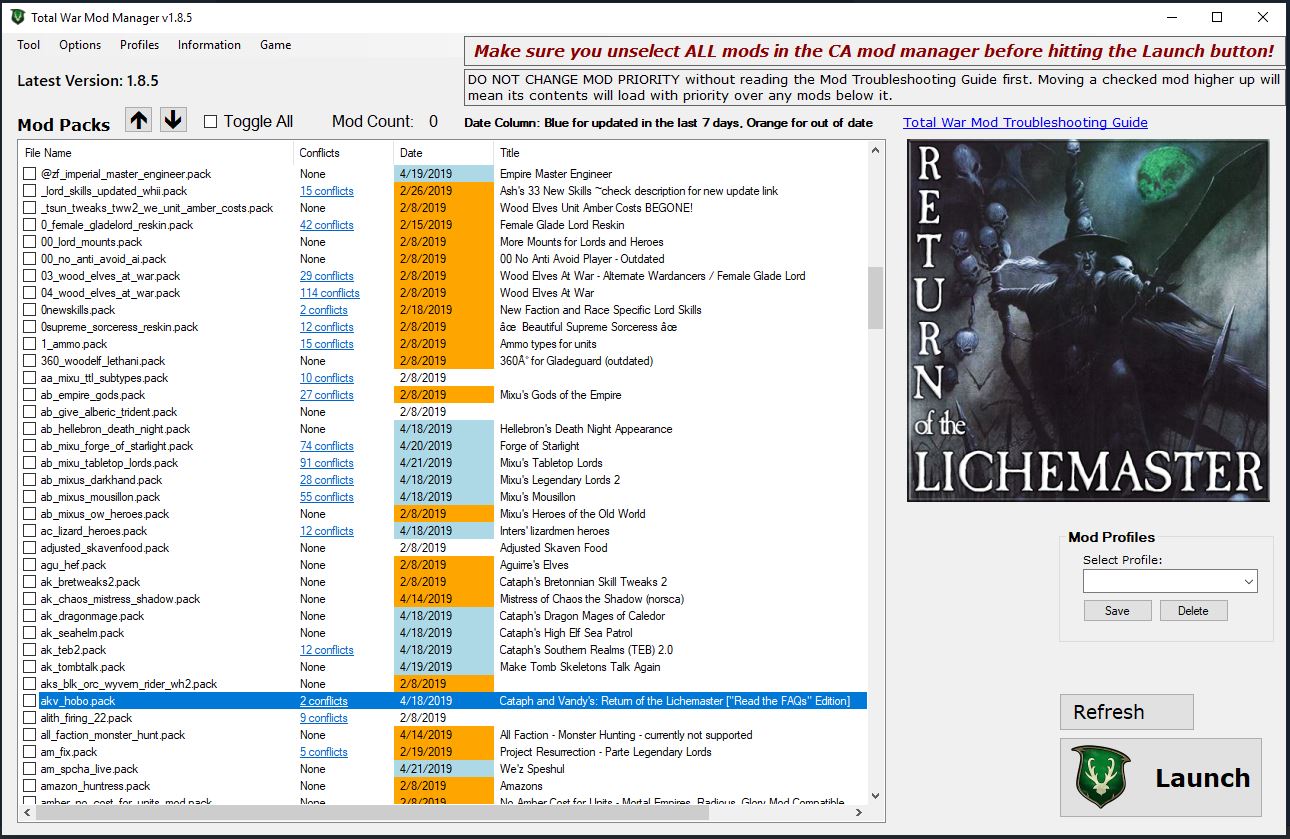 Total War Mod Manager v1.8.5
Tool Options Profiles Information Game
Make sure you unselect ALL mods in the CA mod manager before hitting the Launch button!
Latest Version: 1.8.5
DO NOT CHANGE MOD PRIORITY without reading the Mod Troubleshooting Guide first. Moving a checked mod higher up will
mean its contents will load with priority over any mods below it.
Mod Packs Toggle All Mod Count: 0 Date Column: Blue for updated in the last 7 days, Orange for out of date Total War Mod Troubleshooting Guide
File Name Conflicts Date Title
@zf_imperial_master_engineer.pack None 4/19/2019 Empire Master Engineer
_lord_skills_updated_whii.pack 15 conflicts 2/26/2019 Ash's 33 New Skills ~check description for new update link
_tsun_tweaks_tww2_we_unit_amber_costs.pack None 2/8/2019 Wood Elves Unit Amber Costs BEGONE!
0_female_gladelord_reskin.pack 42 conflicts 2/15/2019 Female Glade Lord Reskin
00_lord_mounts.pack None 2/8/2019 More Mounts for Lords and Heroes
00_no_anti_avoid_ai.pack None 2/8/2019 00 No Anti Avoid Player - Outdated
03_wood_elves_at_war.pack 29 conflicts 2/8/2019 Wood Elves At War - Alternate Wardancers / Female Glade Lord
04_wood_elves_at_war.pack 114 conflicts 2/8/2019 Wood Elves At War
0newskills.pack 2 conflicts 2/18/2019 New Faction and Race Specific Lord Skills
0supreme_sorceress_reskin.pack 12 conflicts 2/8/2019 âœ Beautiful Supreme Sorceress âœ
1_ammo.pack 15 conflicts 2/8/2019 Ammo types for units
360_woodelf_lethani.pack None 2/8/2019 360Â° for Gladeguard (outdated)
aa_mixu_ttl_subtypes.pack 10 conflicts 2/8/2019
ab_empire_gods.pack 27 conflicts 2/8/2019 Mixu's Gods of the Empire
ab_give_alberic_trident.pack None 2/8/2019
ab_hellebron_death_night.pack None 4/18/2019 Hellebron's Death Night Appearance
ab_mixu_forge_of_starlight.pack 74 conflicts 4/20/2019 Forge of Starlight
ab_mixu_tabletop_lords.pack 91 conflicts 4/21/2019 Mixu's Tabletop Lords
ab_mixus_darkhand.pack 28 conflicts 4/18/2019 Mixu's Legendary Lords 2
ab_mixus_mousillon.pack 55 conflicts 4/18/2019 Mixu's Mousillon
ab_mixus_ow_heroes.pack None 2/8/2019 Mixu's Heroes of the Old World
ac_lizard_heroes.pack 12 conflicts 4/18/2019 Inters' lizardmen heroes
adjusted_skavenfood.pack None 2/8/2019 Adjusted Skaven Food
agu_hef.pack None 2/8/2019 Aguirre's Elves
ak_bretweaks2.pack None 2/8/2019 Cataph's Bretonnian Skill Tweaks 2
ak_chaos_mistress_shadow.pack None 4/14/2019 Mistress of Chaos the Shadow (norsca)
ak_dragonmage.pack None 4/18/2019 Cataph's Dragon Mages of Caledor
ak_seahelm.pack None 4/18/2019 Cataph's High Elf Sea Patrol
ak_teb2.pack 12 conflicts 4/18/2019 Cataph's Southern Realms (TEB) 2.0
ak_tombtalk.pack None 4/19/2019 Make Tomb Skeletons Talk Again
aks_blk_orc_wyvern_rider_wh2.pack None 2/8/2019
akv_hobo.pack 2 conflicts 4/18/2019 Cataph and Vandy's: Return of the Lichemaster ["Read the FAQs" Edition]
alith_firing_22.pack 9 conflicts 2/8/2019
all_faction_monster_hunt.pack None 4/14/2019 All Faction - Monster Hunting - currently not supported
am_fix.pack 5 conflicts 2/19/2019 Project Resurrection - Parte Legendary Lords
am_spcha_live.pack None 4/21/2019 We'z Speshul
amazon_huntress.pack None 2/8/2019 Amazons
amber_no_cost_for_units_mod.pack None 2/8/2019 No Amber Cost for Units - Mortal Empires, Radious, Glory Mod Compatible
RETURN
of the
LICHEMASTER
Mod Profiles
Select Profile:
Save Delete
Refresh
Launch